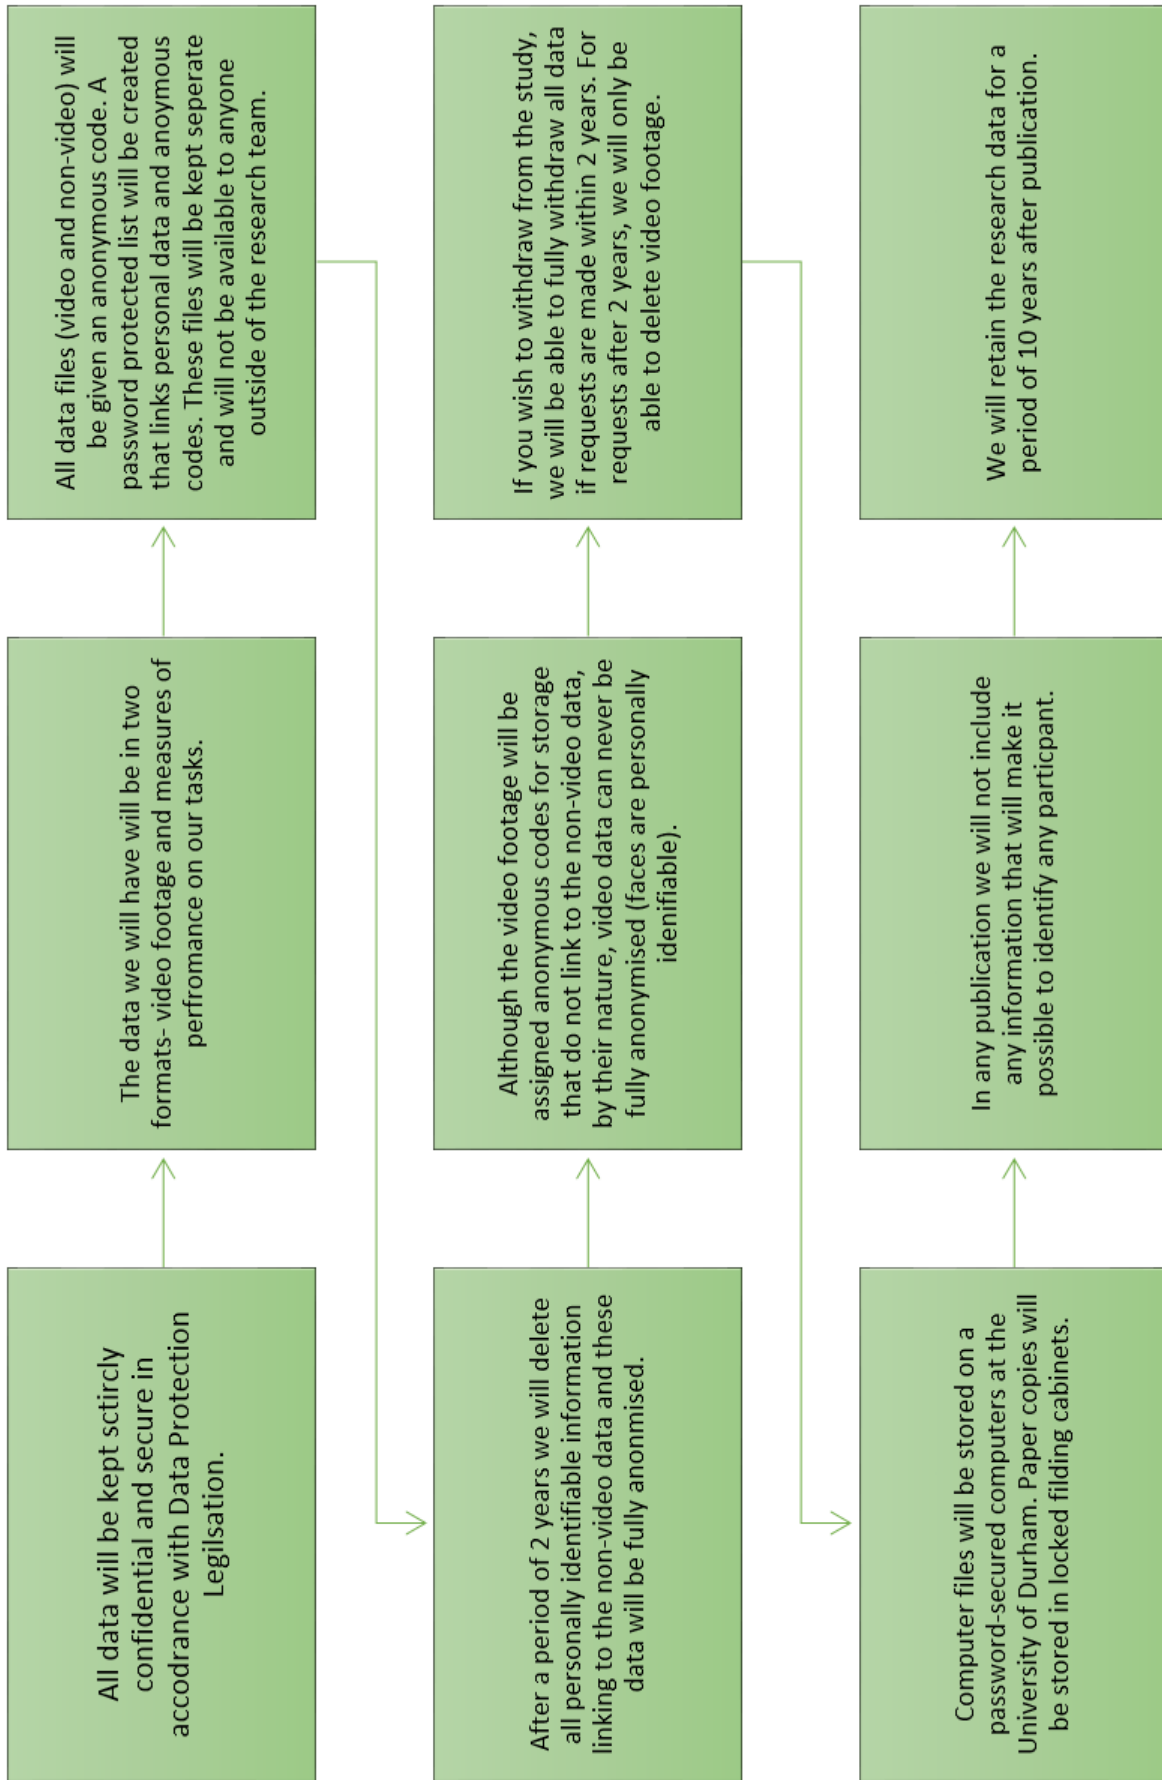 All data will be kept sctircly
confidential and secure in
accodrance with Data Protection
Legilsation.
The data we will have will be in two
formats- video footage and measures of
perfromance on our tasks.
All data files (video and non-video) will
be given an anonymous code. A
password protected list will be created
that links personal data and anoymous
codes. These files will be kept seperate
and will not be available to anyone
outside of the research team.
After a period of 2 years we will delete
all personally identifiable information
linking to the non-video data and these
data will be fully anonmised.
Although the video footage will be
assigned anonymous codes for storage
that do not link to the non-video data,
by their nature, video data can never be
fully anonymised (faces are personally
idenifiable).
If you wish to withdraw from the study,
we will be able to fully withdraw all data
if requests are made within 2 years. For
requests after 2 years, we will only be
able to delete video footage.
Computer files will be stored on a
password-secured computers at the
University of Durham. Paper copies will
be stored in locked filding cabinets.
In any publication we will not include
any information that will make it
possible to identify any particpant.
We will retain the research data for a
period of 10 years after publication.